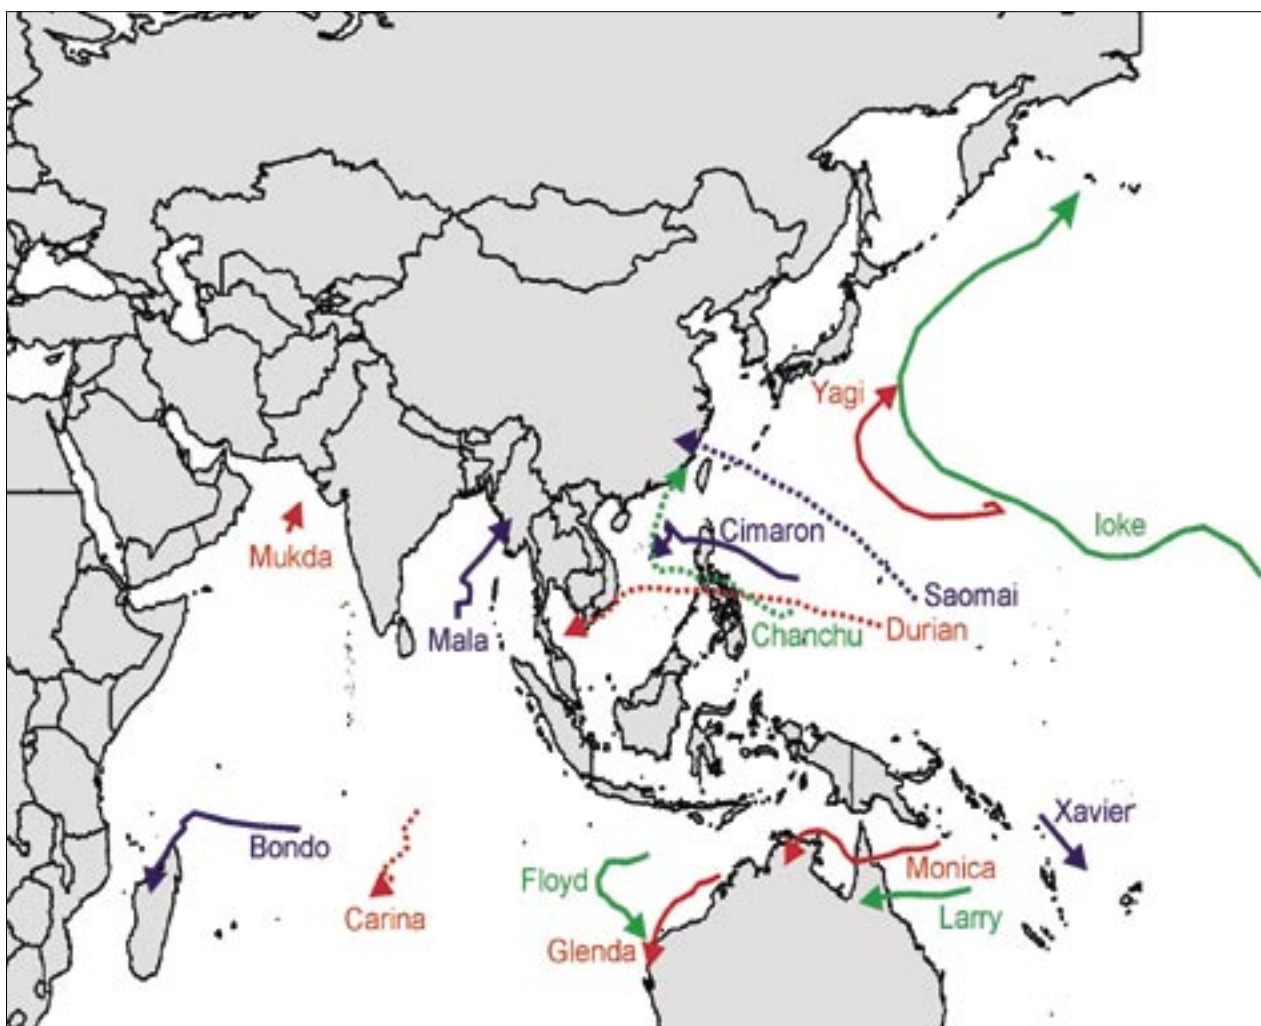 Yagi
Ioke
Cimaron
Mukda
Saomai
Mala
Chanchu
Durian
Xavier
Bondo
Monica
Floyd
Carina
Larry
Glenda